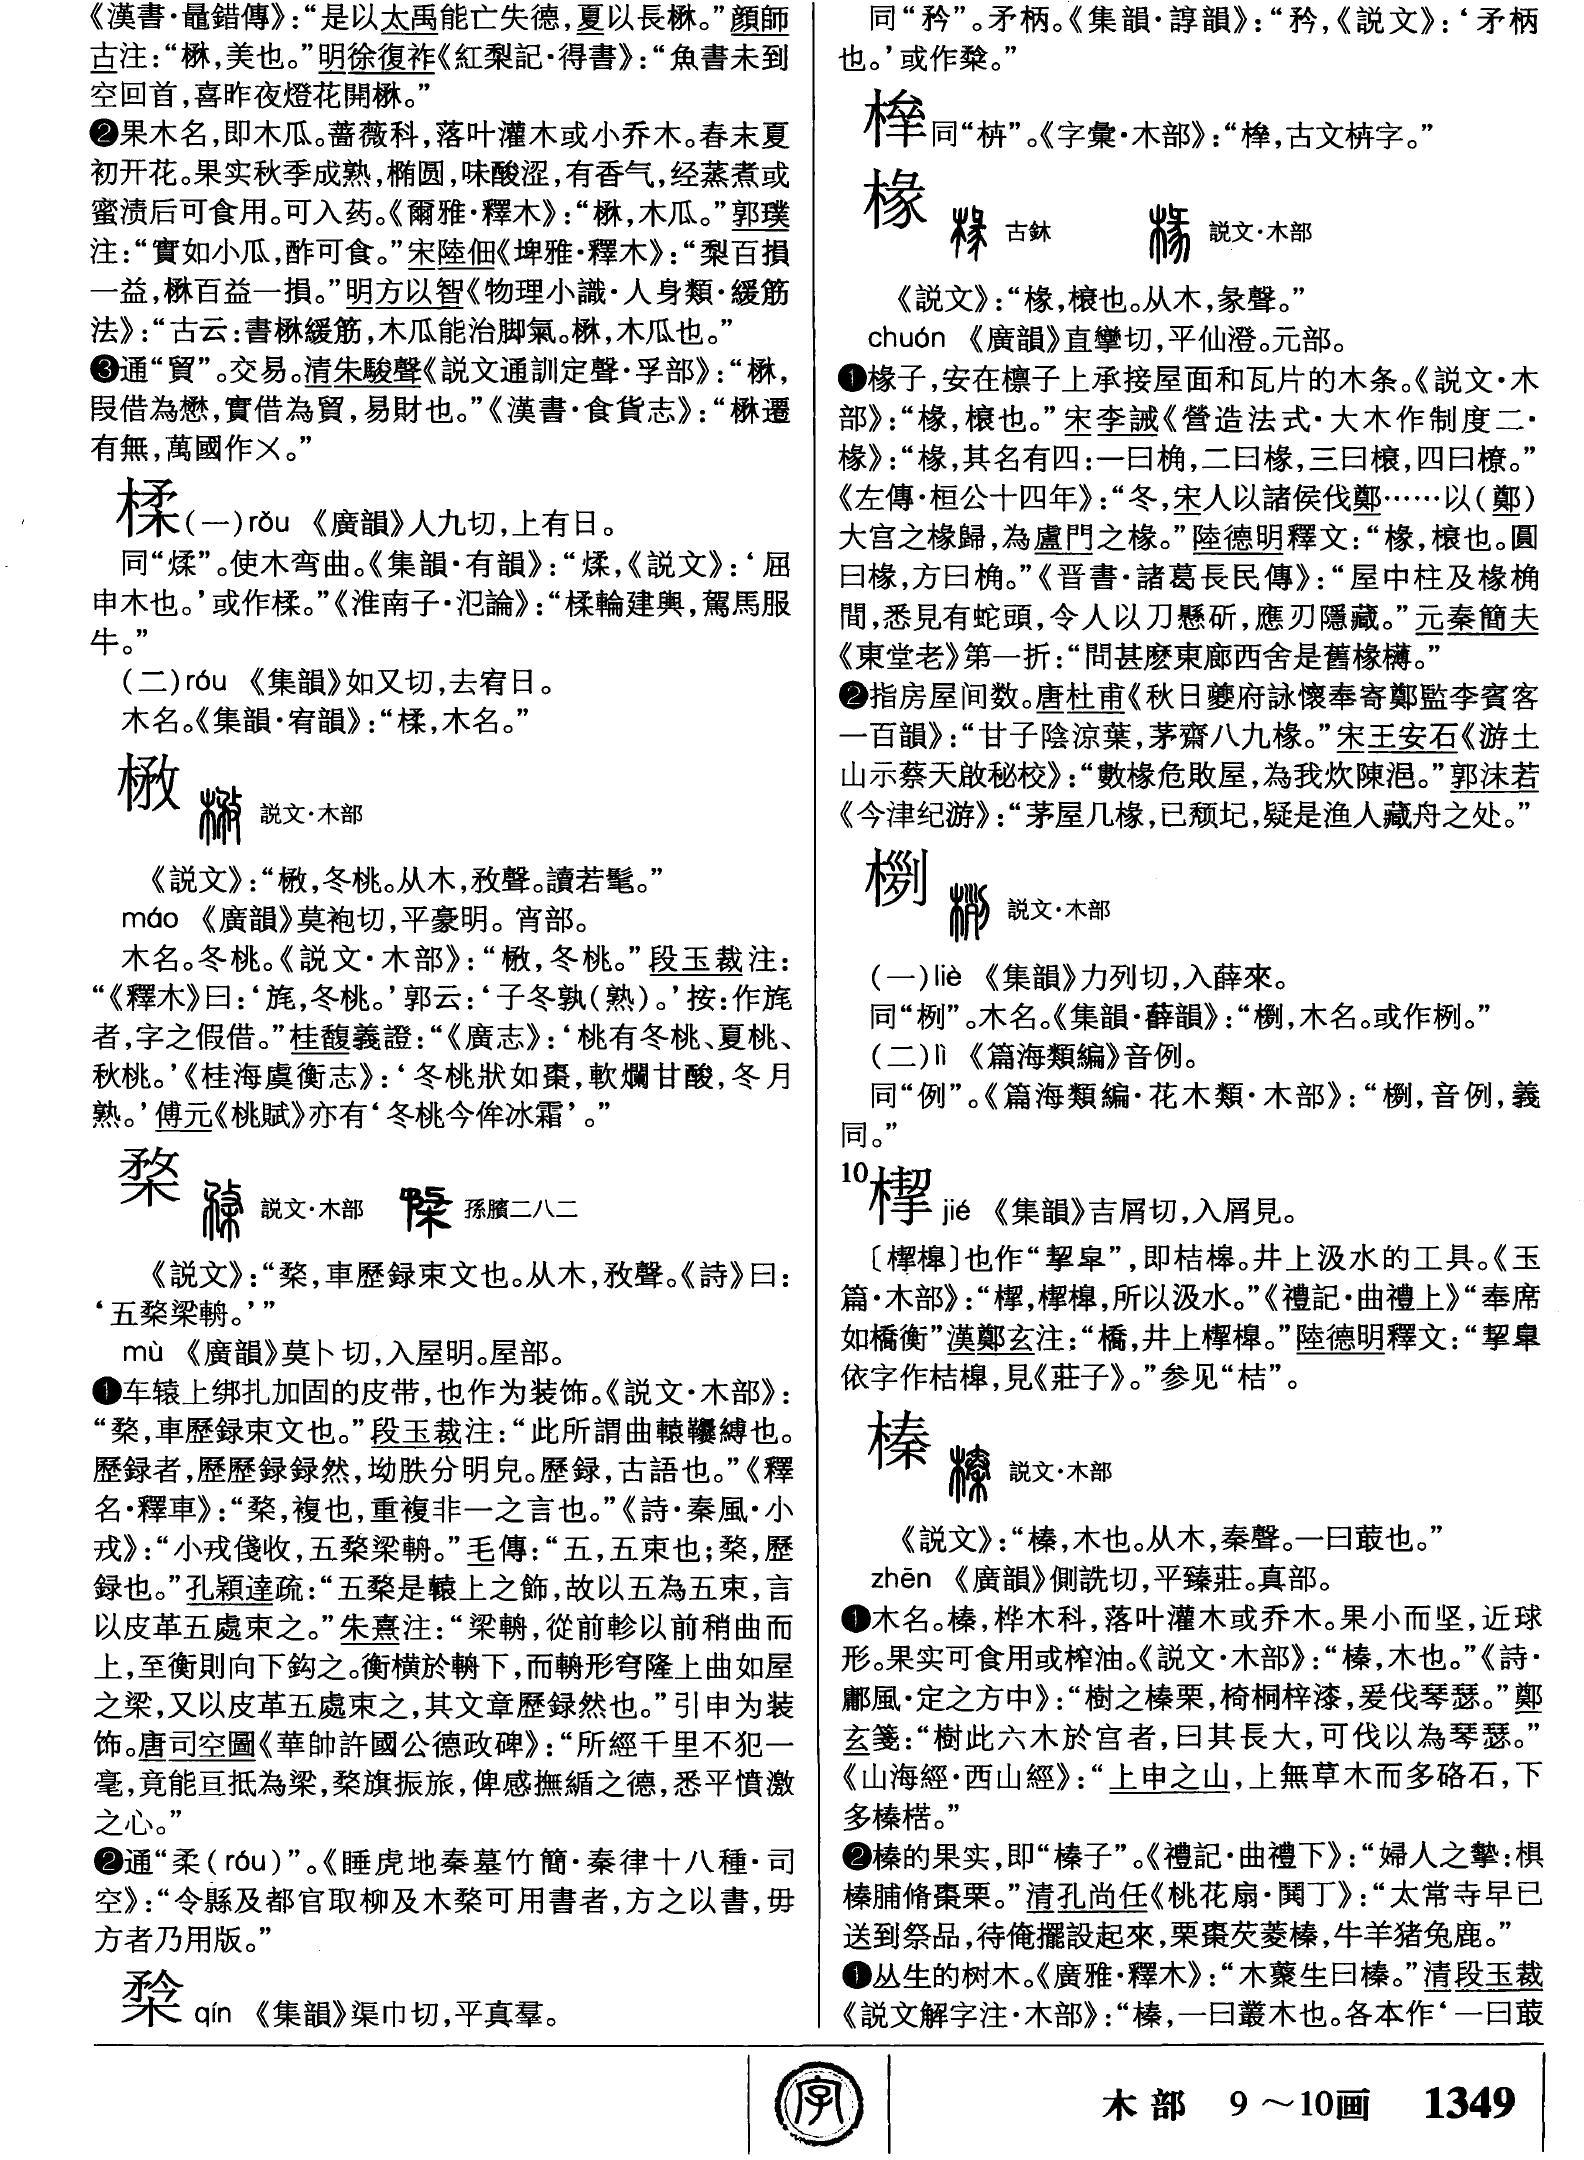 《漢書·鼂錯傳》：“是以太禹能亡失德，夏以長楙。”顔師
古注：“楙，美也。”明徐復祚《紅梨記·得書》：“魚書未到
空回首，喜昨夜燈花開楙。”
❷果木名，即木瓜。蔷薇科，落叶灌木或小乔木。春末夏
初开花。果实秋季成熟，椭圆，味酸涩，有香气，经蒸煮或
蜜渍后可食用。可入药。《爾雅·釋木》：“楙，木瓜。”郭璞
注：“實如小瓜，酢可食。”宋陸佃《埤雅·釋木》：“梨百損
一益，楙百益一損。”明方以智《物理小識·人身類·緩筋
法》：“古云：書楙緩筋，木瓜能治脚氣。楙，木瓜也。”
❸通“貿”。交易。清朱駿聲《説文通訓定聲·孚部》：“楙，
叚借為懋，實借為貿，易財也。”《漢書·食貨志》：“楙遷
有無，萬國作乂。”
楺(一)rǒu 《廣韻》人九切，上有日。
同“煣”。使木弯曲。《集韻·有韻》：“煣，《説文》：‘屈
申木也。’或作楺。”《淮南子·氾論》：“楺輪建輿，駕馬服
牛。”
(二)róu 《集韻》如又切，去宥日。
木名。《集韻·宥韻》：“楺，木名。”
楸 説文·木部
《説文》：“，冬桃。从木，敄聲。讀若髦。”
máo 《廣韻》莫袍切，平豪明。宵部。
木名。冬桃。《説文·木部》：“，冬桃。”段玉裁注：
“《釋木》曰：‘旄，冬桃。’郭云：‘子冬孰(熟)。’按：作旄
者，字之假借。”桂馥義證：“《廣志》：‘桃有冬桃、夏桃、
秋桃。’《桂海虞衡志》：‘冬桃狀如棗，軟爛甘酸，冬月
熟。’傅元《桃賦》亦有‘冬桃今侔冰霜’。”
楘 説文·木部 孫臏二八二
《説文》：“楘，車歷録束文也。从木，敄聲。《詩》曰：
‘五楘梁輈。’”
mù 《廣韻》莫卜切，入屋明。屋部。
❶车辕上绑扎加固的皮带，也作为装饰。《説文·木部》：
“楘，車歷録束文也。”段玉裁注：“此所謂曲轅縛也。
歷録者，歷歷録録然，坳胅分明皃。歷録，古語也。”《釋
名·釋車》：“楘，複也，重複非一之言也。”《詩·秦風·小
戎》：“小戎俴收，五楘梁輈。”毛傳：“五，五束也；楘，歷
録也。”孔穎達疏：“五楘是轅上之飾，故以五為五束，言
以皮革五處束之。”朱熹注：“梁輈，從前軫以前稍曲而
上，至衡則向下鈎之。衡横於輈下，而輈形穹隆上曲如屋
之梁，又以皮革五處束之，其文章歷録然也。”引申为装
饰。唐司空圖《華帥許國公德政碑》：“所經千里不犯一
毫，竟能亘抵為梁，楘旗振旅，俾感撫循之德，悉平憤激
之心。”
❷通“柔(róu)”。《睡虎地秦墓竹簡·秦律十八種·司
空》：“令縣及都官取柳及木楘可用書者，方之以書，毋
方者乃用版。”
qín 《集韻》渠巾切，平真羣。
同“矜”。矛柄。《集韻·諄韻》：“矜，《説文》：‘矛柄
也。’或作。”
同“栟”。《字彙·木部》：“，古文栟字。”
椽 古鉢 説文·木部
《説文》：“椽，榱也。从木，彖聲。”
chuán 《廣韻》直攣切，平仙澄。元部。
❶椽子，安在檩子上承接屋面和瓦片的木条。《説文·木
部》：“椽，榱也。”宋李誡《營造法式·大木作制度二·
椽》：“椽，其名有四：一曰桷，二曰椽，三曰榱，四曰橑。”
《左傳·桓公十四年》：“冬，宋人以諸侯伐鄭……以(鄭)
大宫之椽歸，為盧門之椽。”陸德明釋文：“椽，榱也。圓
曰椽，方曰桷。”《晋書·諸葛長民傳》：“屋中柱及椽桷
間，悉見有蛇頭，令人以刀懸斫，應刃隱藏。”元秦簡夫
《東堂老》第一折：“問甚麽東廊西舍是舊椽欂。”
❷指房屋间数。唐杜甫《秋日夔府詠懷奉寄鄭監李賓客
一百韻》：“甘子陰涼葉，茅齋八九椽。”宋王安石《游土
山示蔡天啟秘校》：“數椽危敗屋，為我炊陳浥。”郭沫若
《今津纪游》：“茅屋几椽，已颓圮，疑是渔人藏舟之处。”
説文·木部
(一)liè 《集韻》力列切，入薛來。
同“栵”。木名。《集韻·薛韻》：“，木名。或作栵。”
(二)lì 《篇海類編》音例。
同“例”。《篇海類編·花木類·木部》：“，音例，義
同。”
10 jié 《集韻》吉屑切，入屑見。
〔槔〕也作“挈皐”，即桔槔。井上汲水的工具。《玉
篇·木部》：“，槔，所以汲水。”《禮記·曲禮上》“奉席
如橋衡”漢鄭玄注：“橋，井上槔。”陸德明釋文：“挈皐
依字作桔槔，見《莊子》。”参见“桔”。
榛 説文·木部
《説文》：“榛，木也。从木，秦聲。一曰菆也。”
zhēn 《廣韻》側詵切，平臻莊。真部。
❶木名。榛，桦木科，落叶灌木或乔木。果小而坚，近球
形。果实可食用或榨油。《説文·木部》：“榛，木也。”《詩·
鄘風·定之方中》：“樹之榛栗，椅桐梓漆，爰伐琴瑟。”鄭
玄箋：“樹此六木於宫者，曰其長大，可伐以為琴瑟。”
《山海經·西山經》：“上申之山，上無草木而多硌石，下
多榛楛。”
❷榛的果实，即“榛子”。《禮記·曲禮下》：“婦人之摯：椇
榛脯脩棗栗。”清孔尚任《桃花扇·鬨丁》：“太常寺早已
送到祭品，待俺擺設起來，栗棗芡菱榛，牛羊猪兔鹿。”
❶丛生的树木。《廣雅·釋木》：“木藂生曰榛。”清段玉裁
《説文解字注·木部》：“榛，一曰叢木也。各本作‘一曰菆
字
木部 9～10画 1349